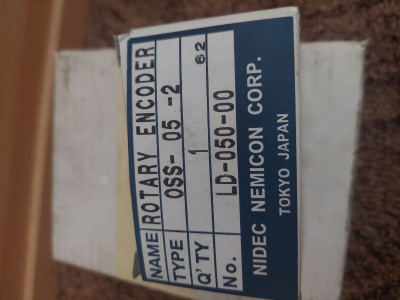 NAME ROTARY ENCODER
TYPE OSS- 05 -2
Q'TY 1 62
No. LD-050-00
NIDEC NEMICON CORP.
TOKYO JAPAN